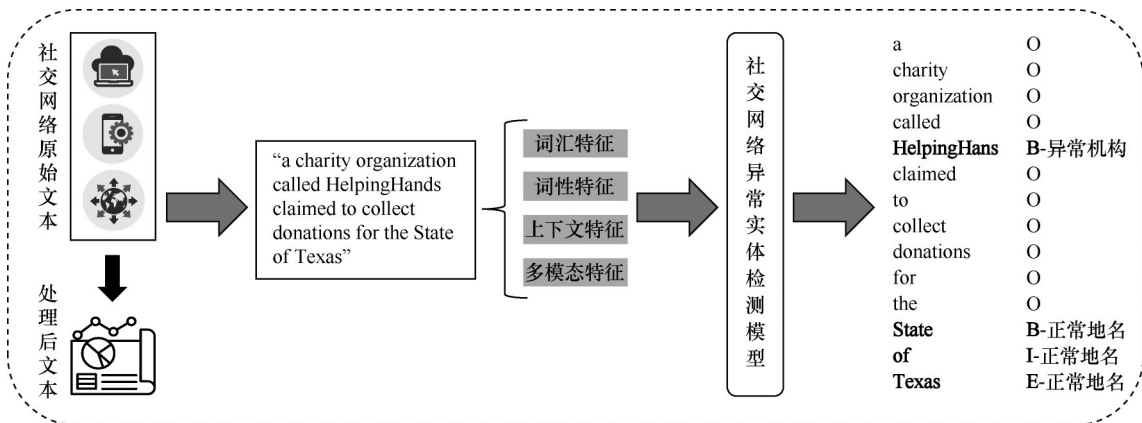 社交网络原始文本
处理后文本
“a charity organization
called HelpingHands
claimed to collect
donations for the State
of Texas”
词汇特征
词性特征
上下文特征
多模态特征
社交网络异常实体检测模型
a O
charity O
organization O
called O
HelpingHans B-异常机构
claimed O
to O
collect O
donations O
for O
the O
State B-正常地名
of I-正常地名
Texas E-正常地名